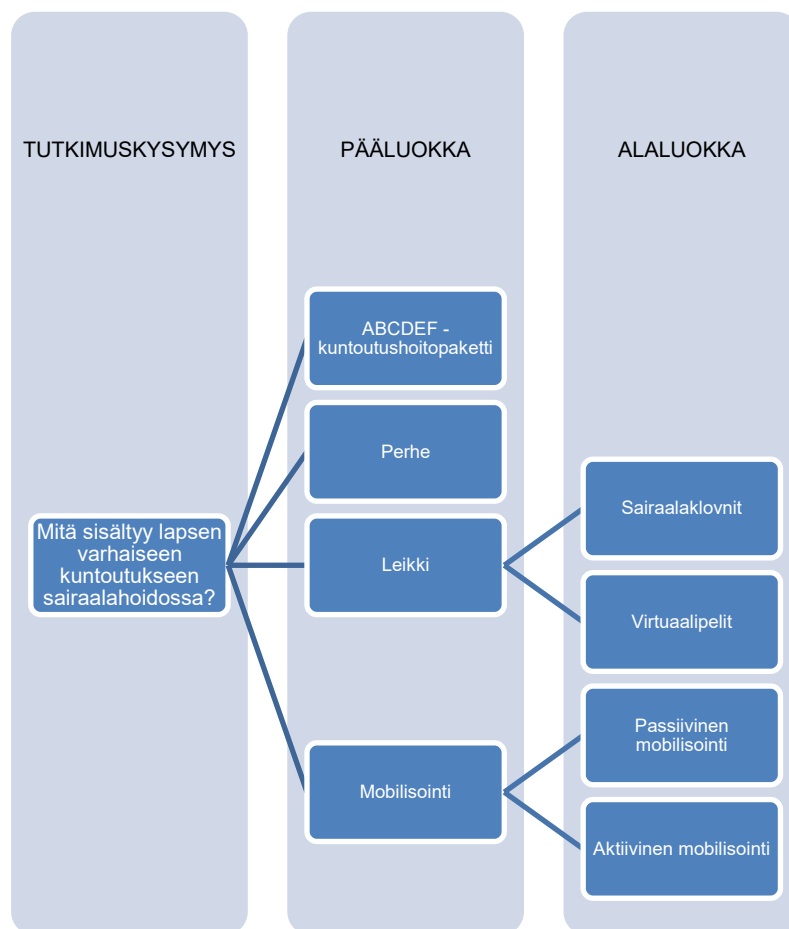 TUTKIMUSKYSYMYS
PÄÄLUOKKA
ALALUOKKA
ABCDEF -
kuntoutushoitopaketti
Perhe
Sairaalaklovnit
Mitä sisältyy lapsen
varhaiseen
kuntoutukseen
sairaalahoidossa?
Leikki
Virtuaalipelit
Passiivinen
mobilisointi
Mobilisointi
Aktiivinen mobilisointi